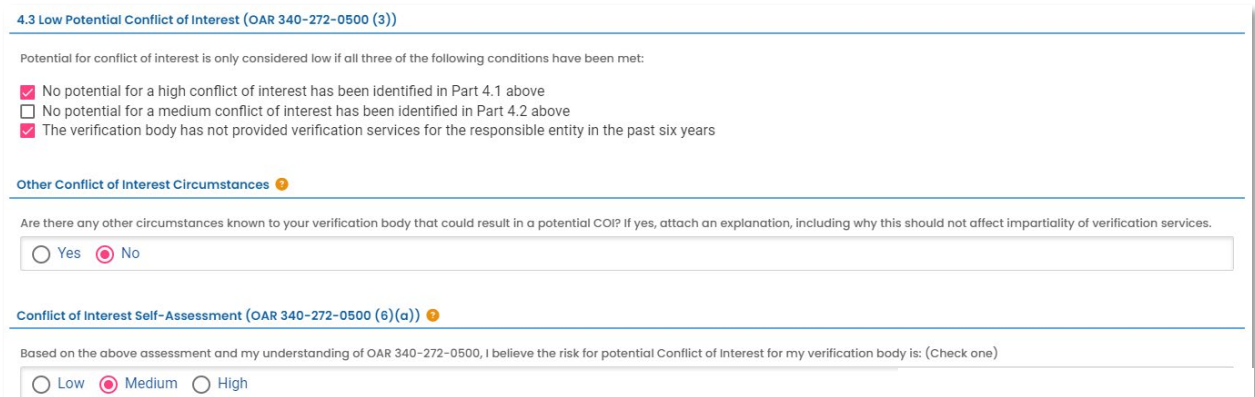 4.3 Low Potential Conflict of Interest (OAR 340-272-0500 (3))
Potential for conflict of interest is only considered low if all three of the following conditions have been met:
No potential for a high conflict of interest has been identified in Part 4.1 above
No potential for a medium conflict of interest has been identified in Part 4.2 above
The verification body has not provided verification services for the responsible entity in the past six years
Other Conflict of Interest Circumstances ?
Are there any other circumstances known to your verification body that could result in a potential COI? If yes, attach an explanation, including why this should not affect impartiality of verification services.
Yes No
Conflict of Interest Self-Assessment (OAR 340-272-0500 (6)(a)) ?
Based on the above assessment and my understanding of OAR 340-272-0500, I believe the risk for potential Conflict of Interest for my verification body is: (Check one)
Low Medium High